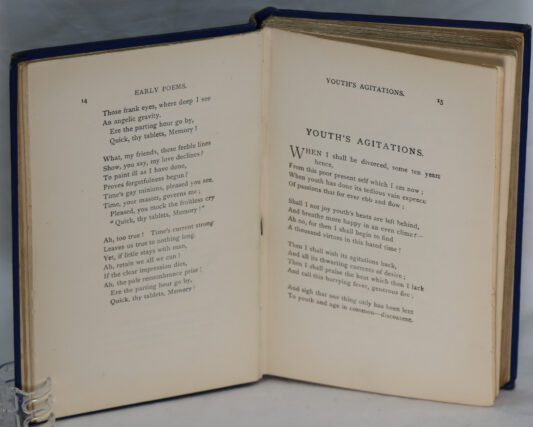 EARLY POEMS.
14
Those frank eyes, where deep I see
An angelic gravity.
Ere the parting hour go by,
Quick, thy tablets, Memory!
What, my friends, these feeble lines
Show, you say, my love declines?
To paint ill as I have done,
Proves forgetfulness begun?
Time's gay minions, pleased you see,
Time, your master, governs me;
Pleased, you mock the fruitless cry
"Quick, thy tablets, Memory!"
Ah, too true! Time's current strong
Leaves us true to nothing long.
Yet, if little stays with man,
Ah, retain we all we can!
If the clear impression dies,
Ah, the pale remembrance prize!
Ere the parting hour go by,
Quick, thy tablets, Memory!
YOUTH'S AGITATIONS.
15
YOUTH'S AGITATIONS.
WHEN I shall be divorced, some ten years
hence,
From this poor present self which I am now;
When youth has done its tedious vain expence
Of passions that for ever ebb and flow;
Shall I not joy youth's heats are left behind,
And breathe more happy in an even clime?—
Ah no, for then I shall begin to find
A thousand virtues in this hated time!
Then I shall wish its agitations back,
And all its thwarting currents of desire;
Then I shall praise the heat which then I lack
And call this hurrying fever, generous fire;
And sigh that one thing only has been lent
To youth and age in common—discontent.